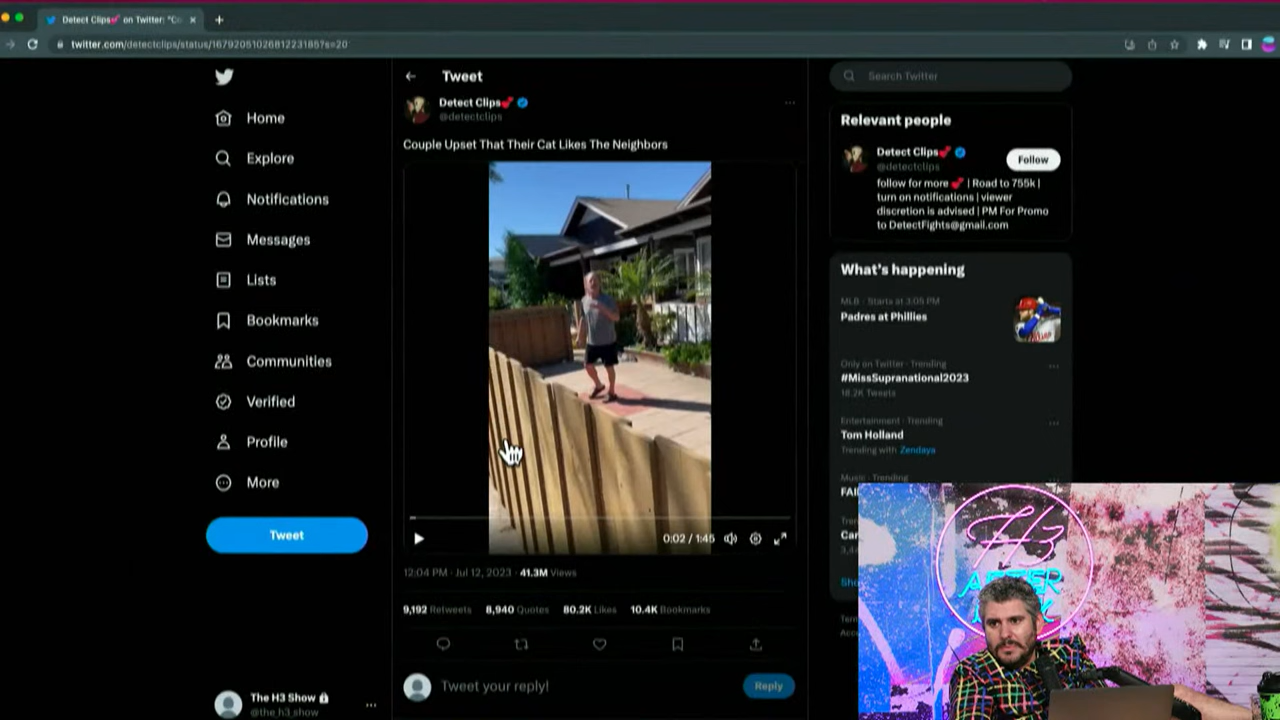 Detect Clips💕 on Twitter: "Co
twitter.com/detectclips/status/1679205102681223185?s=20
Home
Explore
Notifications
Messages
Lists
Bookmarks
Communities
Verified
Profile
More
Tweet
The H3 Show
@the_h3_show
Tweet
Detect Clips💕
@detectclips
Couple Upset That Their Cat Likes The Neighbors
0:02 / 1:45
12:04 PM · Jul 12, 2023 · 41.3M Views
9,192 Retweets 8,940 Quotes 80.2K Likes 10.4K Bookmarks
Tweet your reply!
Reply
Search Twitter
Relevant people
Detect Clips💕
@detectclips
Follow
follow for more 💕 | Road to 755k |
turn on notifications | viewer
discretion is advised | PM For Promo
to DetectFights@gmail.com
What's happening
MLB · Starts at 3:05 PM
Padres at Phillies
Only on Twitter · Trending
#MissSupranational2023
18.2K Tweets
Entertainment · Trending
Tom Holland
Trending with Zendaya
Music · Trending
H3
AFTER